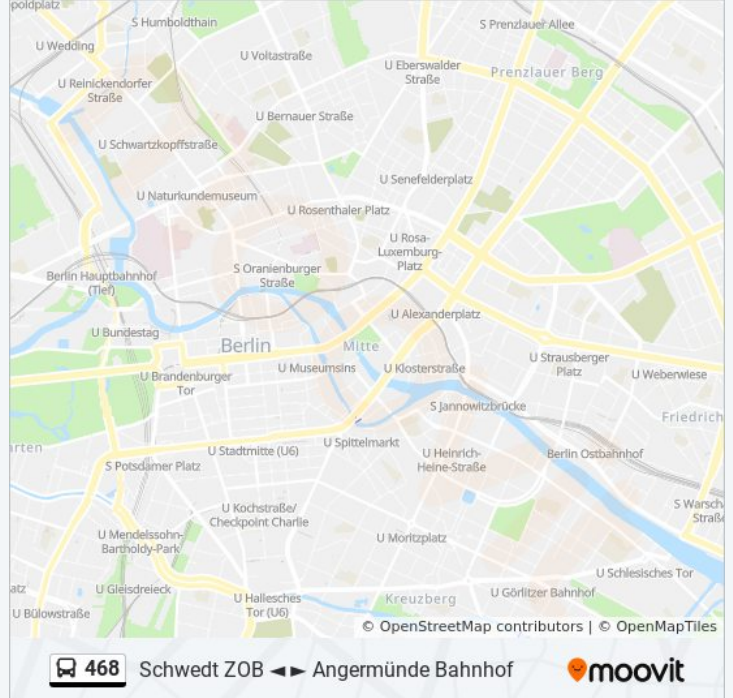 poldplatz
S Humboldthain
S Prenzlauer Allee
U Wedding
U Voltastraße
U Eberswalder
Straße
Prenzlauer Berg
U Reinickendorfer
Straße
U Bernauer Straße
U Schwartzkopffstraße
U Senefelderplatz
U Naturkundemuseum
U Rosenthaler Platz
U Rosa-
Luxemburg-
Platz
Berlin Hauptbahnhof
(Tief)
S Oranienburger
Straße
U Alexanderplatz
U Bundestag
Berlin
Mitte
U Strausberger
Platz
U Museumsins
U Klosterstraße
U Weberwiese
U Brandenburger
Tor
S Jannowitzbrücke
Friedrich
rten
U Spittelmarkt
U Stadtmitte (U6)
U Heinrich-
Heine-Straße
Berlin Ostbahnhof
S Potsdamer Platz
S Warsch
Straße
U Kochstraße/
Checkpoint Charlie
U Mendelssohn-
Bartholdy-Park
U Moritzplatz
U Schlesisches Tor
atz
U Gleisdreieck
U Görlitzer Bahnhof
U Hallesches
Tor (U6)
Kreuzberg
U Bülowstraße
© OpenStreetMap contributors | © OpenMapTiles
468 Schwedt ZOB ◄ ► Angermünde Bahnhof
moovit